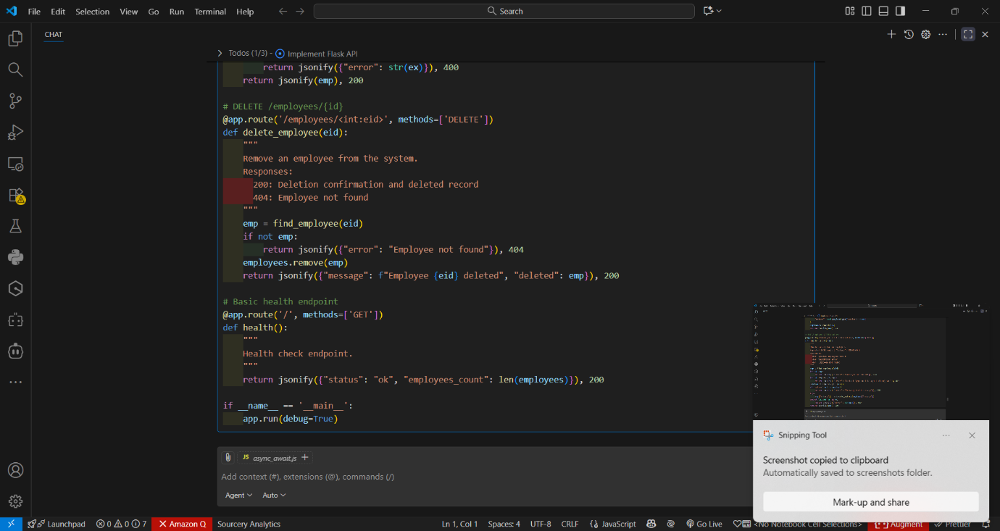 File Edit Selection View Go Run Terminal Help
Search
CHAT
Todos (1/3) - Implement Flask API
return jsonify({"error": str(ex)}), 400
return jsonify(emp), 200
# DELETE /employees/{id}
@app.route('/employees/<int:eid>', methods=['DELETE'])
def delete_employee(eid):
"""
Remove an employee from the system.
Responses:
200: Deletion confirmation and deleted record
404: Employee not found
"""
emp = find_employee(eid)
if not emp:
return jsonify({"error": "Employee not found"}), 404
employees.remove(emp)
return jsonify({"message": f"Employee {eid} deleted", "deleted": emp}), 200
# Basic health endpoint
@app.route('/', methods=['GET'])
def health():
"""
Health check endpoint.
"""
return jsonify({"status": "ok", "employees_count": len(employees)}), 200
if __name__ == '__main__':
app.run(debug=True)
JS async_await.js
Add context (#), extensions (@), commands (/)
Agent Auto
Snipping Tool
Screenshot copied to clipboard
Automatically saved to screenshots folder.
Mark-up and share
Launchpad 0 0 7 Amazon Q Sourcery Analytics Ln 1, Col 1 Spaces: 4 UTF-8 CRLF {} JavaScript Go Live <No Notebook Cell Selections> Augment Prettier